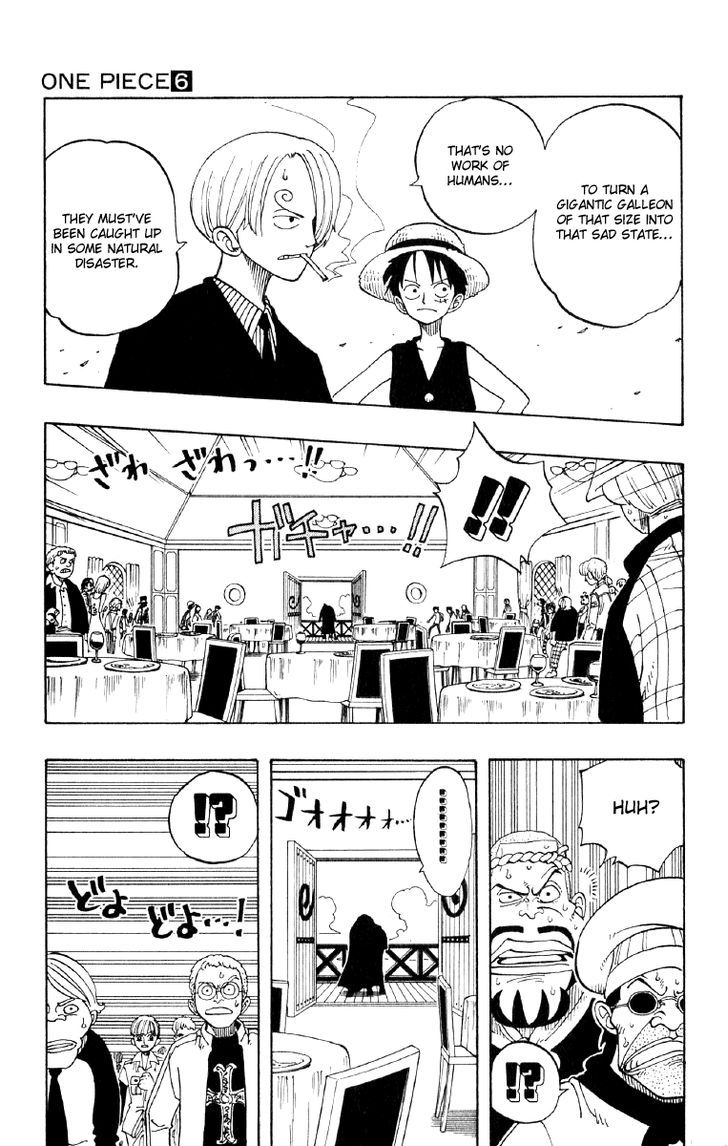 ONE PIECE 6
TO TURN A
GIGANTIC GALLEON
OF THAT SIZE INTO
THAT SAD STATE...
THAT'S NO
WORK OF
HUMANS...
THEY MUST'VE
BEEN CAUGHT UP
IN SOME NATURAL
DISASTER.
!!
ざわ ざわっ…!!
ガチャ…!!
HUH?
!?
…………
ゴオオオオ…
!?
どよ
どよ…!